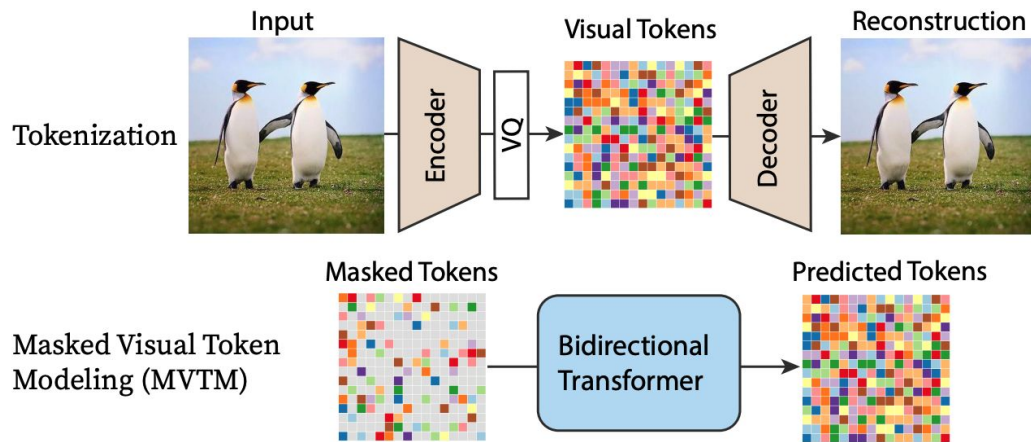 Input
Visual Tokens
Reconstruction
Tokenization
Encoder
VQ
Decoder
Masked Tokens
Predicted Tokens
Masked Visual Token
Modeling (MVTM)
Bidirectional
Transformer